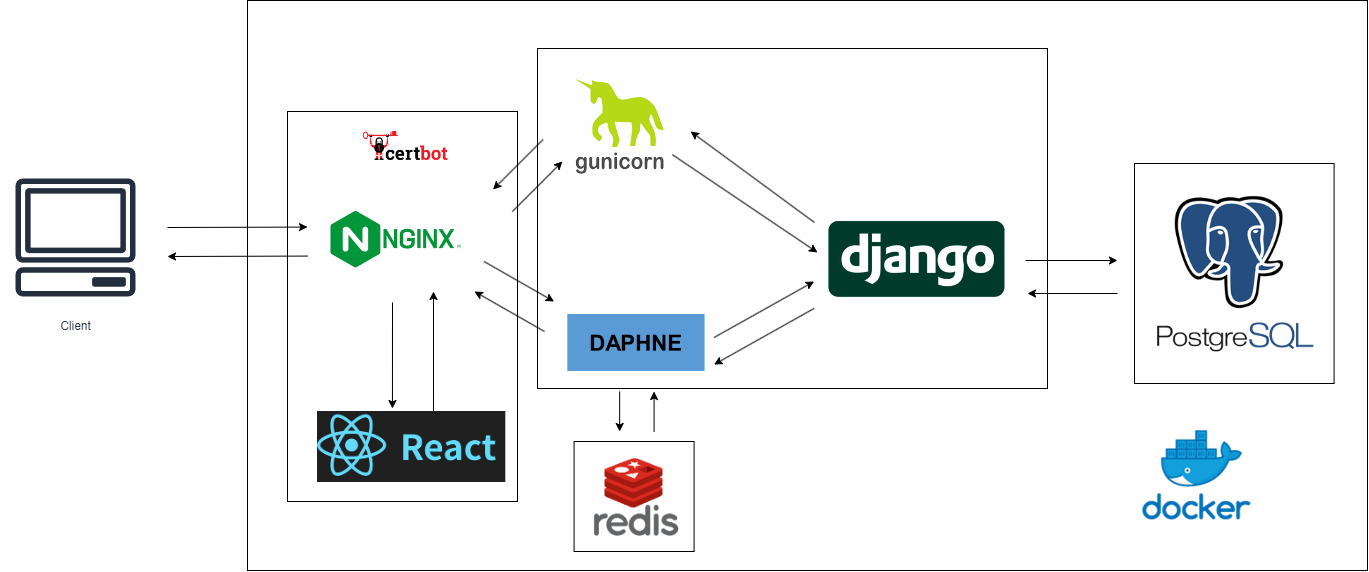 Client
certbot
N NGINX
React
gunicorn
DAPHNE
django
redis
PostgreSQL
docker